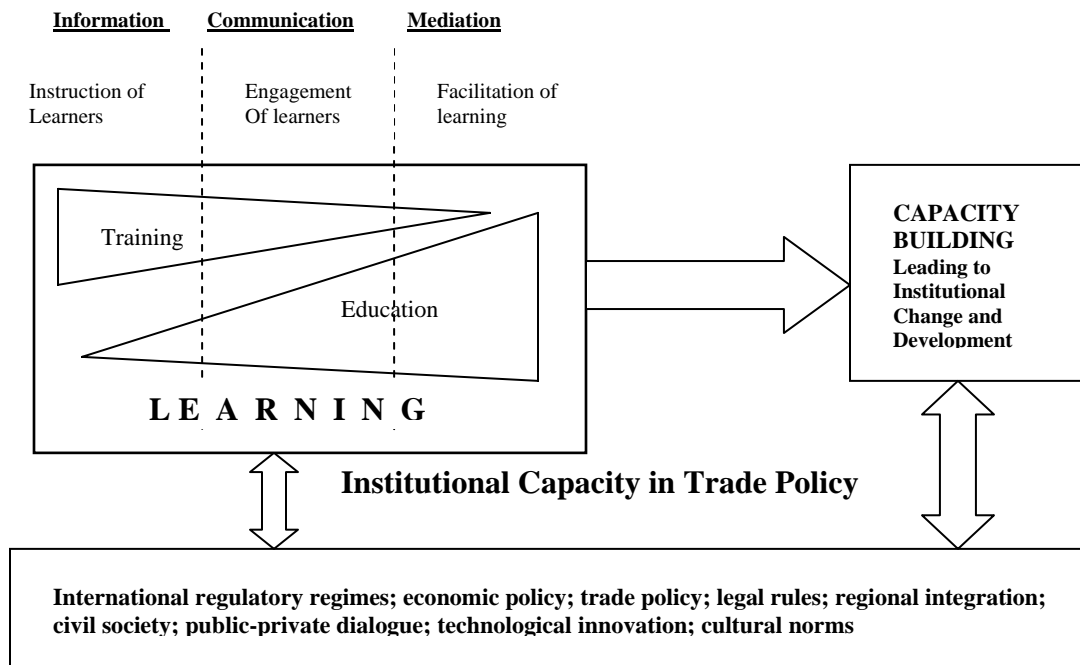 Information Communication Mediation
Instruction of
Learners
Engagement
Of learners
Facilitation of
learning
Training
Education
L E A R N I N G
CAPACITY
BUILDING
Leading to
Institutional
Change and
Development
Institutional Capacity in Trade Policy
International regulatory regimes; economic policy; trade policy; legal rules; regional integration;
civil society; public-private dialogue; technological innovation; cultural norms